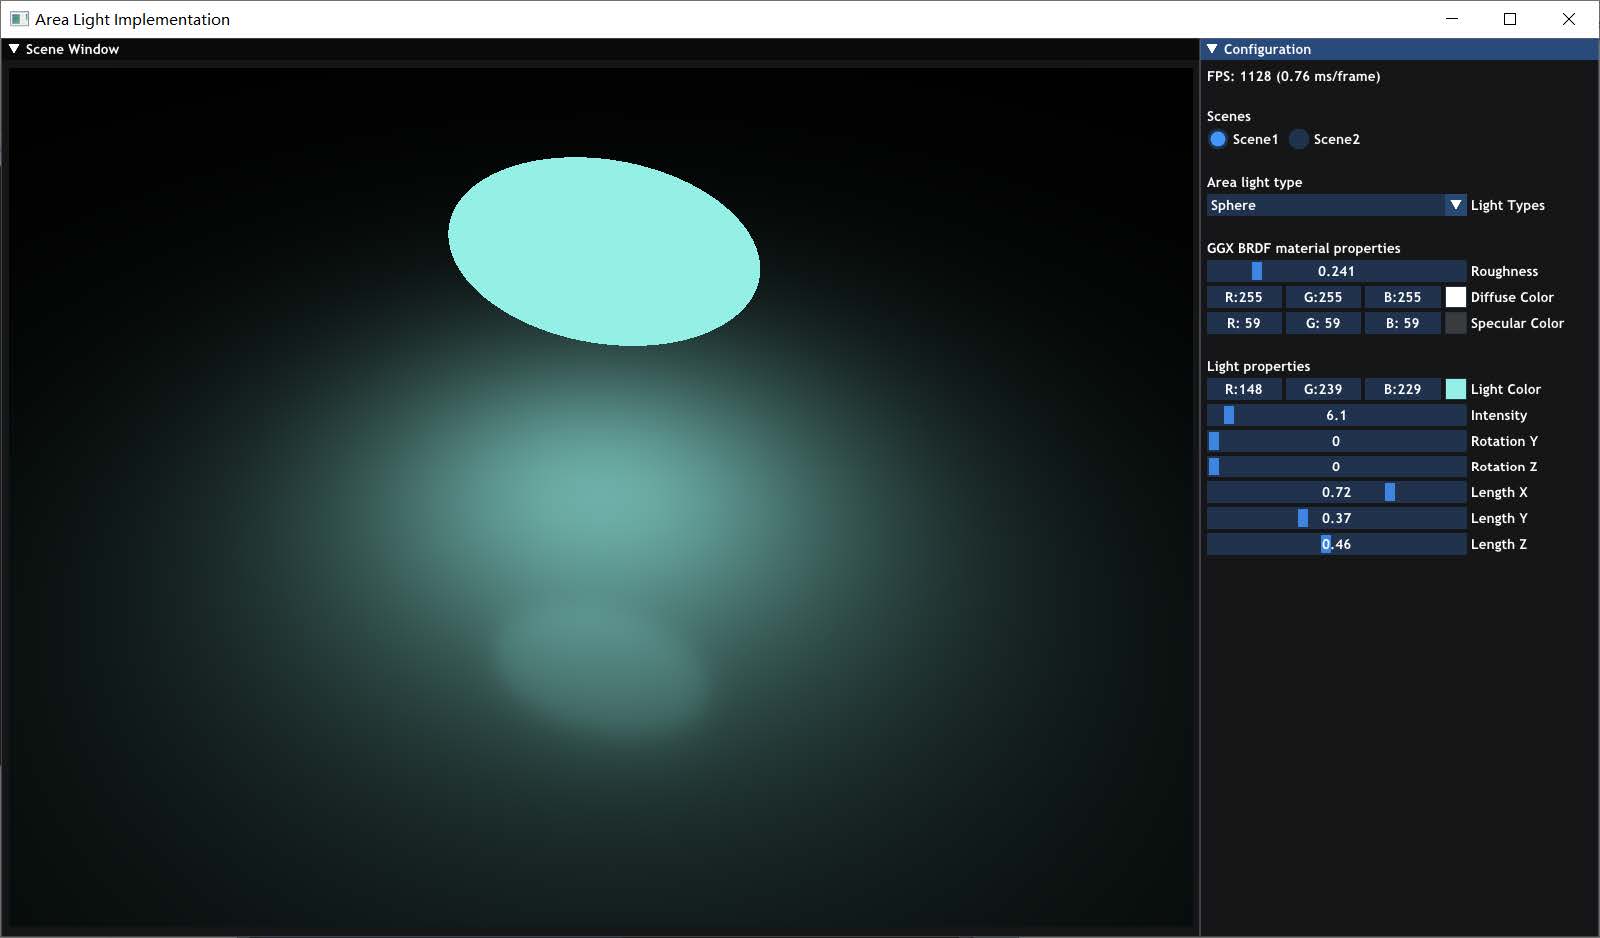 Area Light Implementation
Scene Window
Configuration
FPS: 1128 (0.76 ms/frame)
Scenes
Scene1 Scene2
Area light type
Sphere Light Types
GGX BRDF material properties
0.241 Roughness
R:255 G:255 B:255 Diffuse Color
R: 59 G: 59 B: 59 Specular Color
Light properties
R:148 G:239 B:229 Light Color
6.1 Intensity
0 Rotation Y
0 Rotation Z
0.72 Length X
0.37 Length Y
0.46 Length Z